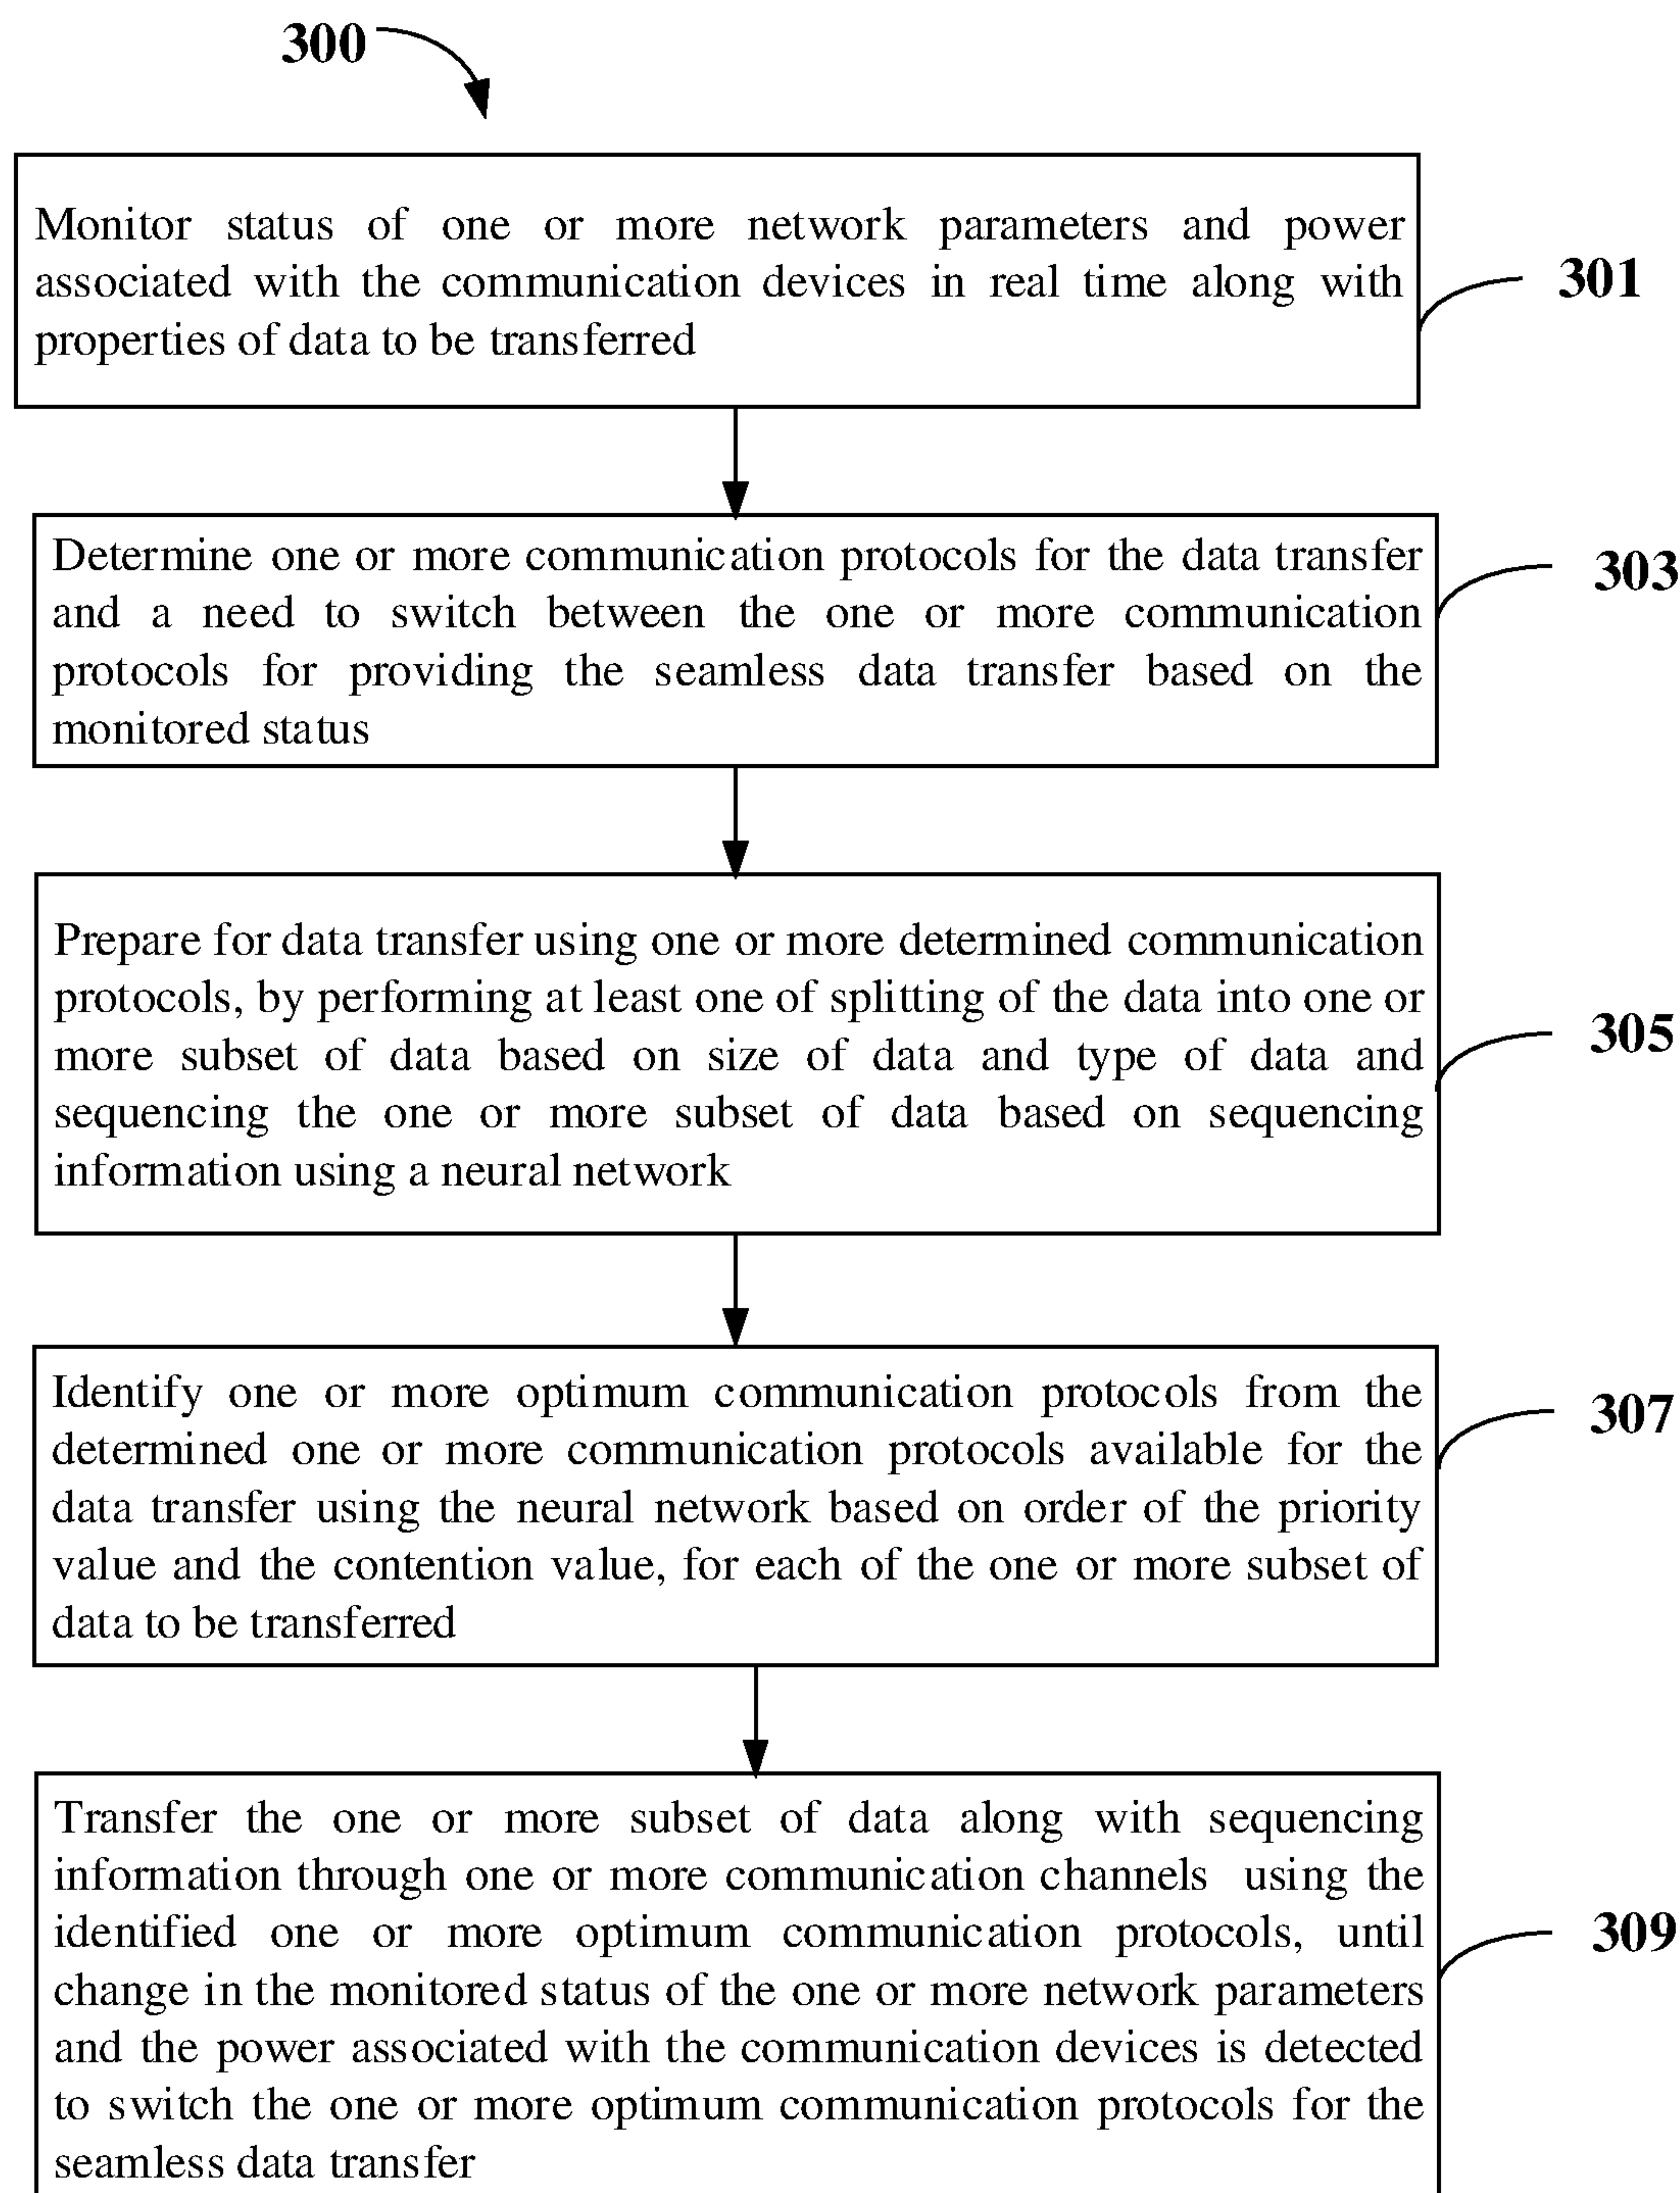 300
Monitor status of one or more network parameters and power
associated with the communication devices in real time along with
properties of data to be transferred
301
Determine one or more communication protocols for the data transfer
and a need to switch between the one or more communication
protocols for providing the seamless data transfer based on the
monitored status
303
Prepare for data transfer using one or more determined communication
protocols, by performing at least one of splitting of the data into one or
more subset of data based on size of data and type of data and
sequencing the one or more subset of data based on sequencing
information using a neural network
305
Identify one or more optimum communication protocols from the
determined one or more communication protocols available for the
data transfer using the neural network based on order of the priority
value and the contention value, for each of the one or more subset of
data to be transferred
307
Transfer the one or more subset of data along with sequencing
information through one or more communication channels using the
identified one or more optimum communication protocols, until
change in the monitored status of the one or more network parameters
and the power associated with the communication devices is detected
to switch the one or more optimum communication protocols for the
seamless data transfer
309